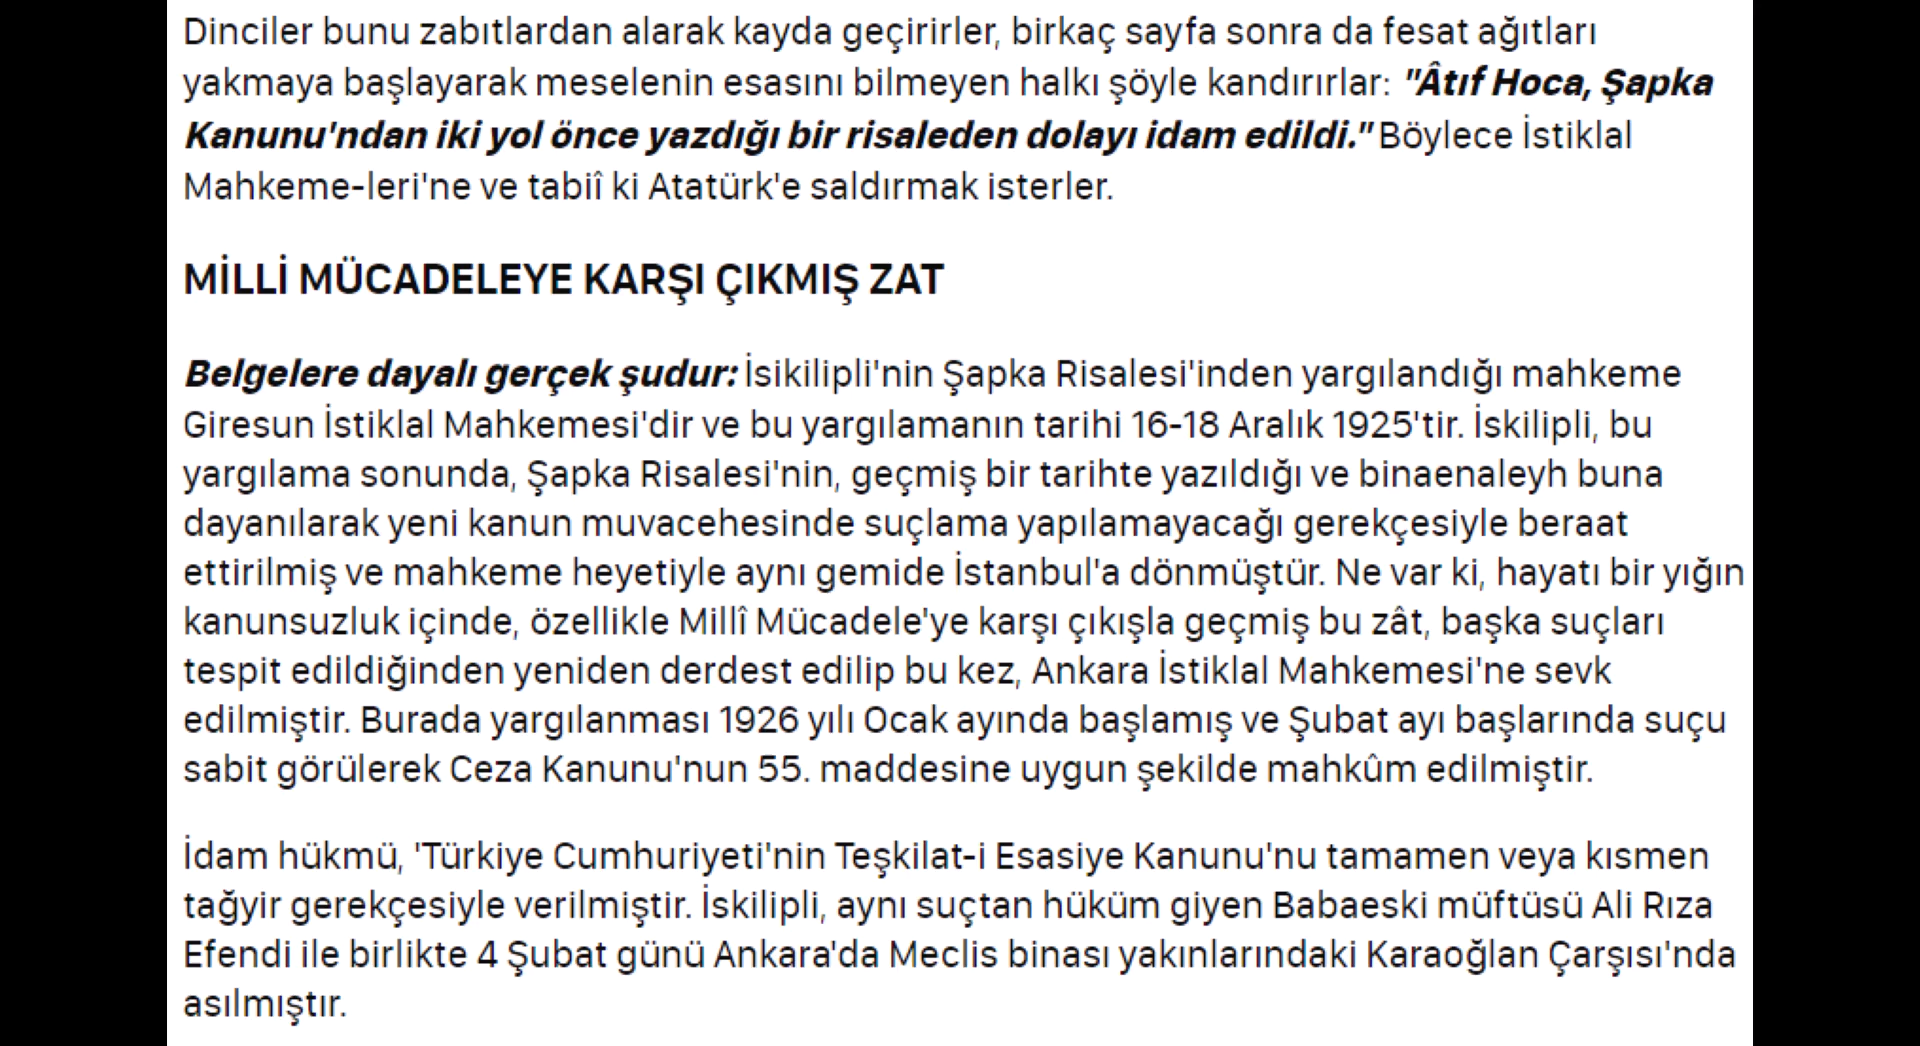 Dinciler bunu zabıtlardan alarak kayda geçirirler, birkaç sayfa sonra da fesat ağıtları
yakmaya başlayarak meselenin esasını bilmeyen halkı şöyle kandırırlar: "Âtıf Hoca, Şapka
Kanunu'ndan iki yol önce yazdığı bir risaleden dolayı idam edildi." Böylece İstiklal
Mahkeme-leri'ne ve tabiî ki Atatürk'e saldırmak isterler.
MİLLİ MÜCADELEYE KARŞI ÇIKMIŞ ZAT
Belgelere dayalı gerçek şudur: İsikilipli'nin Şapka Risalesi'inden yargılandığı mahkeme
Giresun İstiklal Mahkemesi'dir ve bu yargılamanın tarihi 16-18 Aralık 1925'tir. İskilipli, bu
yargılama sonunda, Şapka Risalesi'nin, geçmiş bir tarihte yazıldığı ve binaenaleyh buna
dayanılarak yeni kanun muvacehesinde suçlama yapılamayacağı gerekçesiyle beraat
ettirilmiş ve mahkeme heyetiyle aynı gemide İstanbul'a dönmüştür. Ne var ki, hayatı bir yığın
kanunsuzluk içinde, özellikle Millî Mücadele'ye karşı çıkışla geçmiş bu zât, başka suçları
tespit edildiğinden yeniden derdest edilip bu kez, Ankara İstiklal Mahkemesi'ne sevk
edilmiştir. Burada yargılanması 1926 yılı Ocak ayında başlamış ve Şubat ayı başlarında suçu
sabit görülerek Ceza Kanunu'nun 55. maddesine uygun şekilde mahkûm edilmiştir.
İdam hükmü, 'Türkiye Cumhuriyeti'nin Teşkilat-i Esasiye Kanunu'nu tamamen veya kısmen
tağyir gerekçesiyle verilmiştir. İskilipli, aynı suçtan hüküm giyen Babaeski müftüsü Ali Rıza
Efendi ile birlikte 4 Şubat günü Ankara'da Meclis binası yakınlarındaki Karaoğlan Çarşısı'nda
asılmıştır.